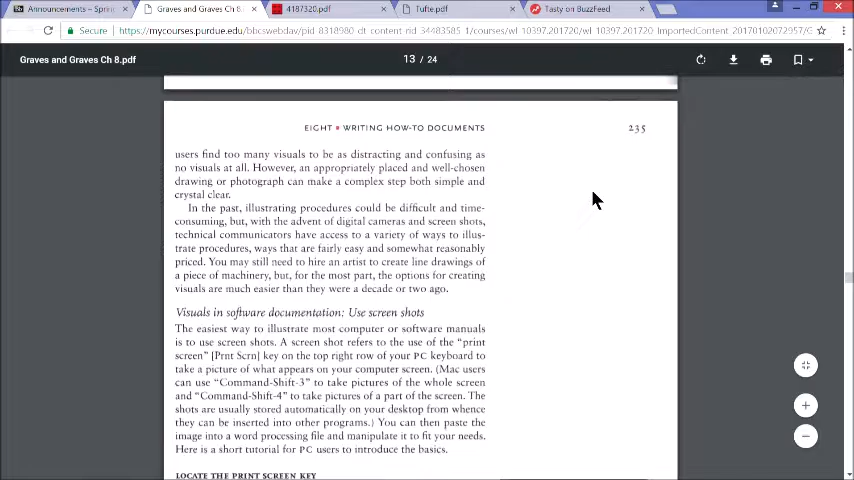 Announcements – Sprin
Graves and Graves Ch 8
4187320.pdf
Tufte.pdf
Tasty on BuzzFeed
Secure https://mycourses.purdue.edu/bbcswebdav/pid-8318980-dt-content-rid-34483585_1/courses/wl_10397.201720/wl_10397.201720_ImportedContent_20170102072957/G
Graves and Graves Ch 8.pdf
13 / 24
EIGHT ■ WRITING HOW-TO DOCUMENTS
235
users find too many visuals to be as distracting and confusing as
no visuals at all. However, an appropriately placed and well-chosen
drawing or photograph can make a complex step both simple and
crystal clear.
In the past, illustrating procedures could be difficult and time-
consuming, but, with the advent of digital cameras and screen shots,
technical communicators have access to a variety of ways to illus-
trate procedures, ways that are fairly easy and somewhat reasonably
priced. You may still need to hire an artist to create line drawings of
a piece of machinery, but, for the most part, the options for creating
visuals are much easier than they were a decade or two ago.
Visuals in software documentation: Use screen shots
The easiest way to illustrate most computer or software manuals
is to use screen shots. A screen shot refers to the use of the "print
screen" [Prnt Scrn] key on the top right row of your PC keyboard to
take a picture of what appears on your computer screen. (Mac users
can use "Command-Shift-3" to take pictures of the whole screen
and "Command-Shift-4" to take pictures of a part of the screen. The
shots are usually stored automatically on your desktop from whence
they can be inserted into other programs.) You can then paste the
image into a word processing file and manipulate it to fit your needs.
Here is a short tutorial for PC users to introduce the basics.
LOCATE THE PRINT SCREEN KEY